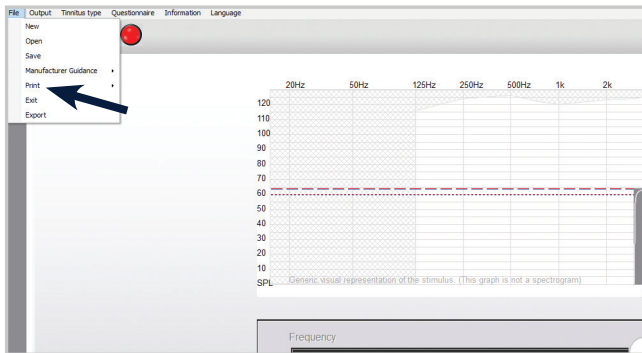 File Output Tinnitus type Questionnaire Information Language
New
Open
Save
Manufacturer Guidance
Print
Exit
Export
20Hz 50Hz 125Hz 250Hz 500Hz 1k 2k
120
110
100
90
80
70
60
50
40
30
20
10
SPL
Generic visual representation of the stimulus. (This graph is not a spectrogram)
Frequency